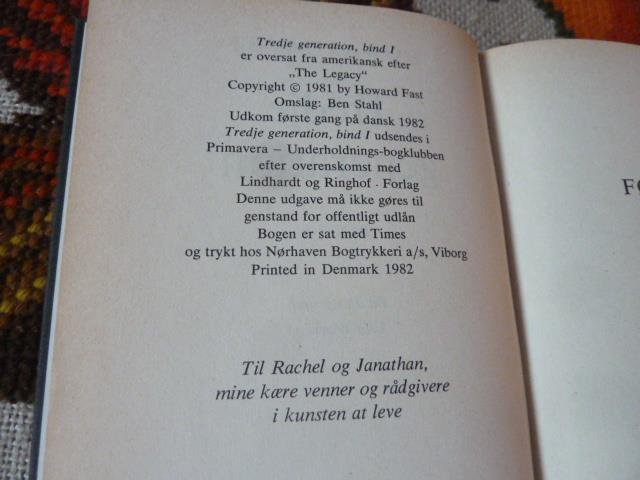 Tredje generation, bind I
er oversat fra amerikansk efter
„The Legacy“
Copyright © 1981 by Howard Fast
Omslag: Ben Stahl
Udkom første gang på dansk 1982
Tredje generation, bind I udsendes i
Primavera – Underholdnings-bogklubben
efter overenskomst med
Lindhardt og Ringhof · Forlag
Denne udgave må ikke gøres til
genstand for offentligt udlån
Bogen er sat med Times
og trykt hos Nørhaven Bogtrykkeri a/s, Viborg
Printed in Denmark 1982
Til Rachel og Janathan,
mine kære venner og rådgivere
i kunsten at leve